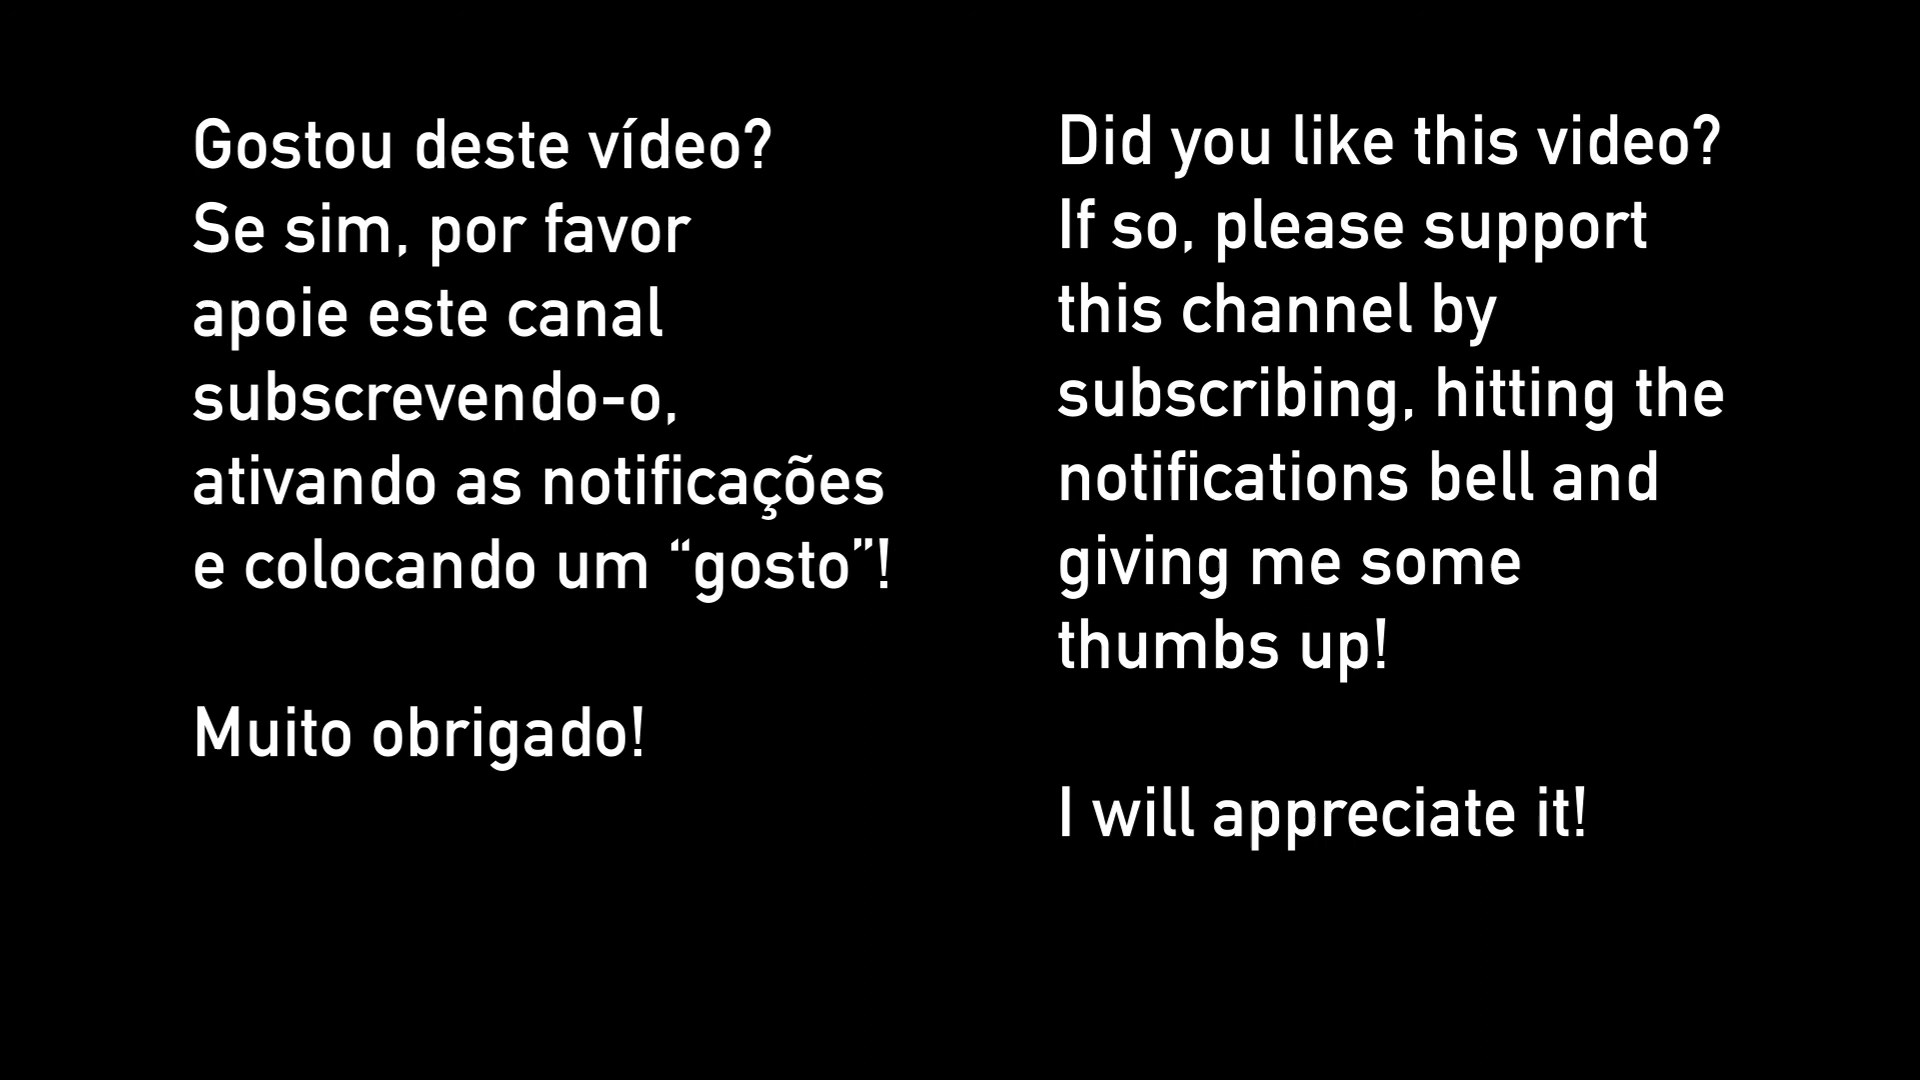 Gostou deste vídeo?
Se sim, por favor
apoie este canal
subscrevendo-o,
ativando as notificações
e colocando um “gosto”!
Muito obrigado!
Did you like this video?
If so, please support
this channel by
subscribing, hitting the
notifications bell and
giving me some
thumbs up!
I will appreciate it!